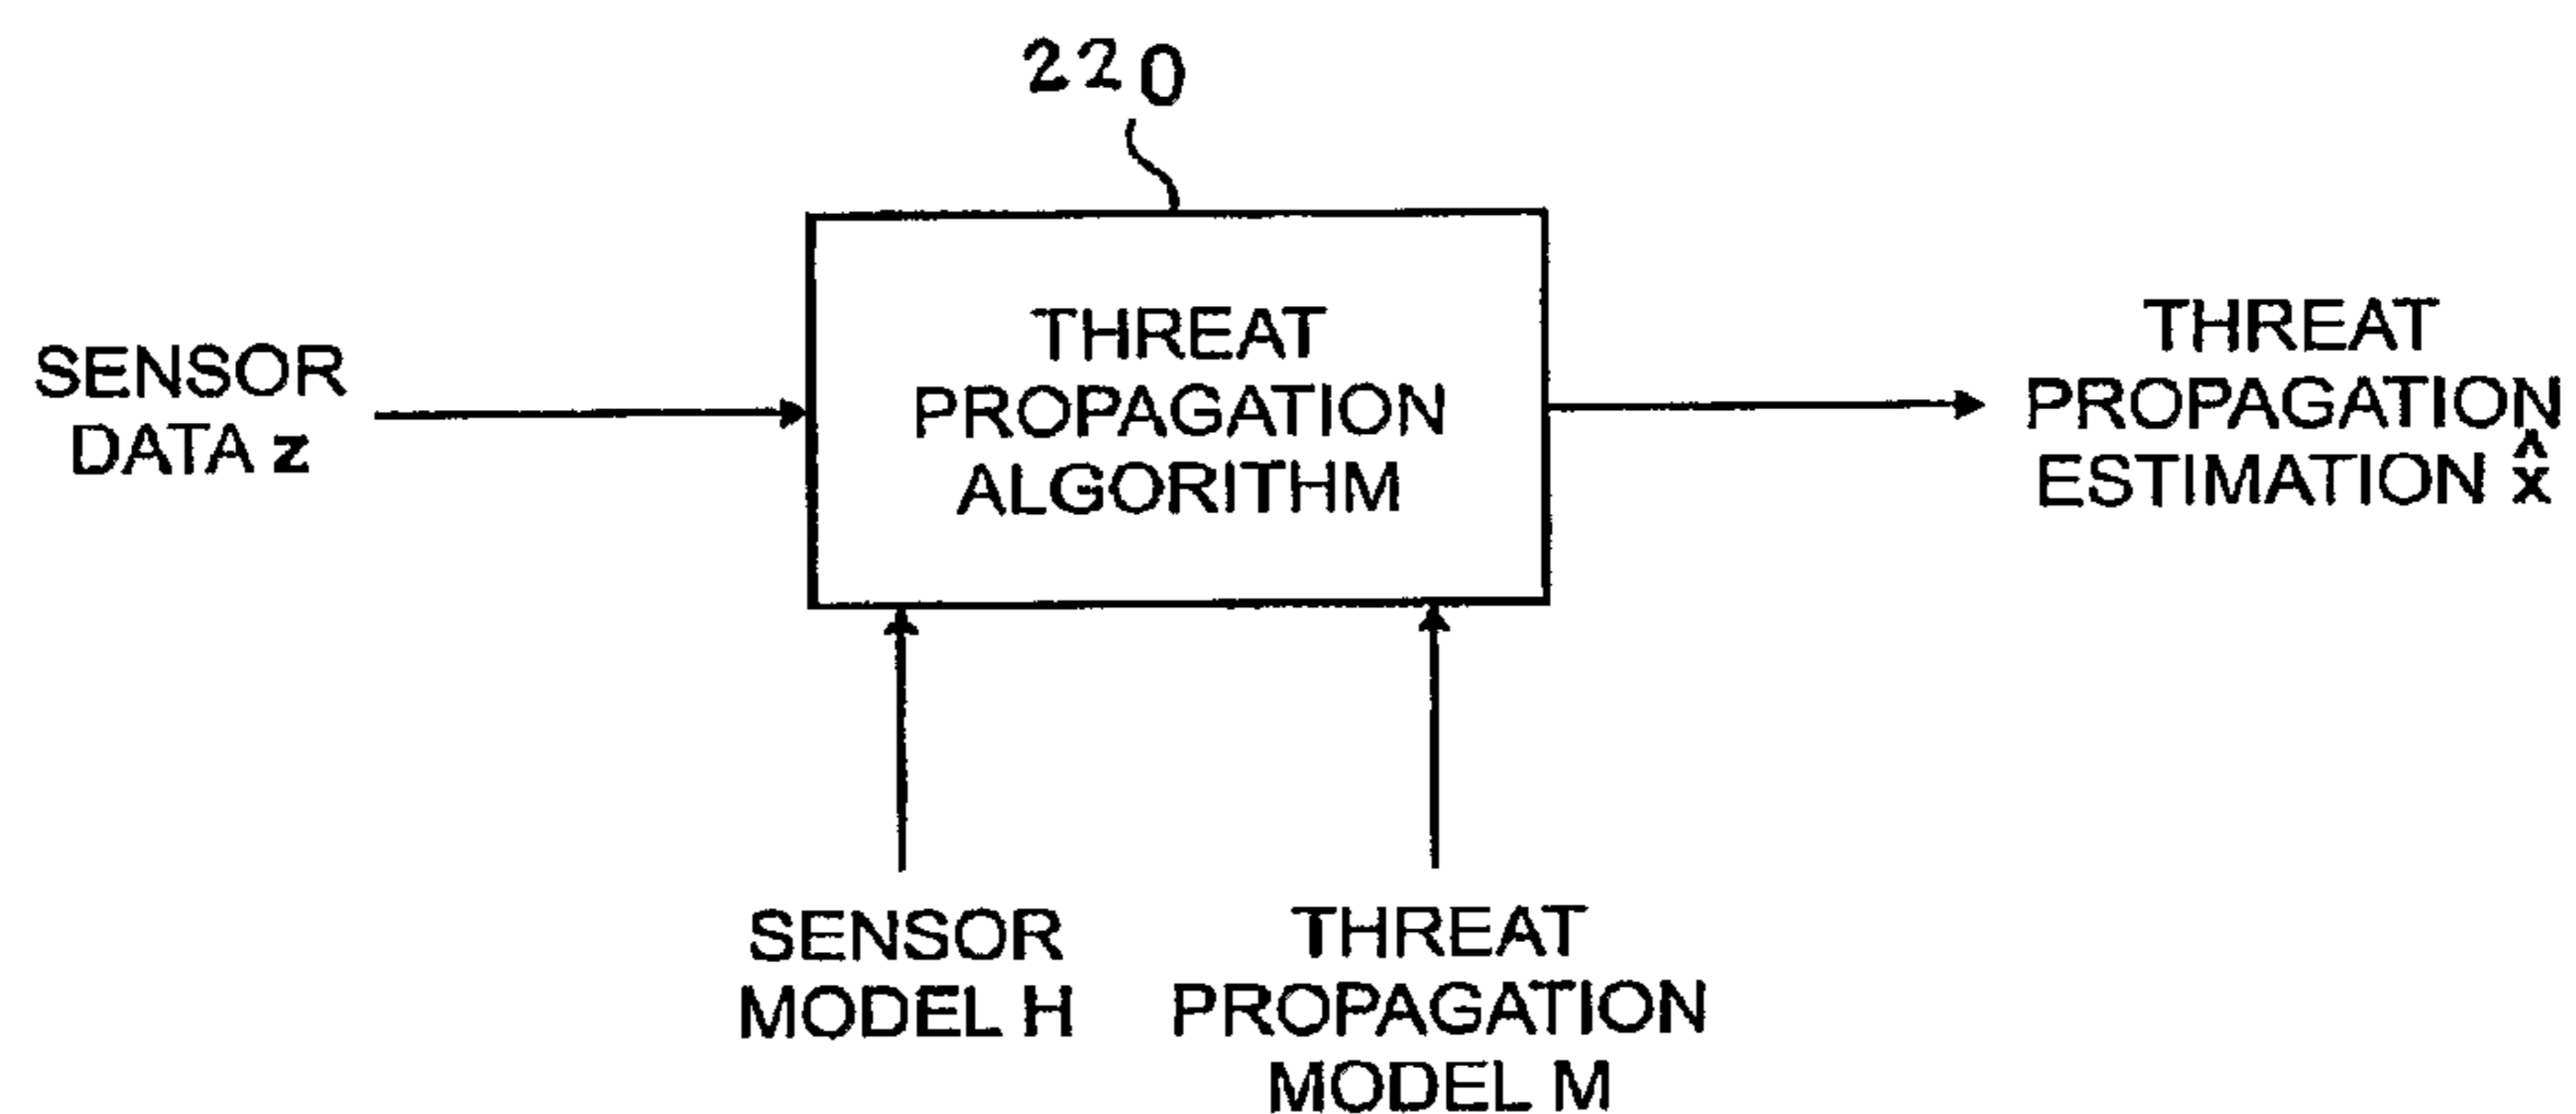 220
SENSOR
DATA z
THREAT
PROPAGATION
ALGORITHM
THREAT
PROPAGATION
ESTIMATION x̂
SENSOR
MODEL H
THREAT
PROPAGATION
MODEL M